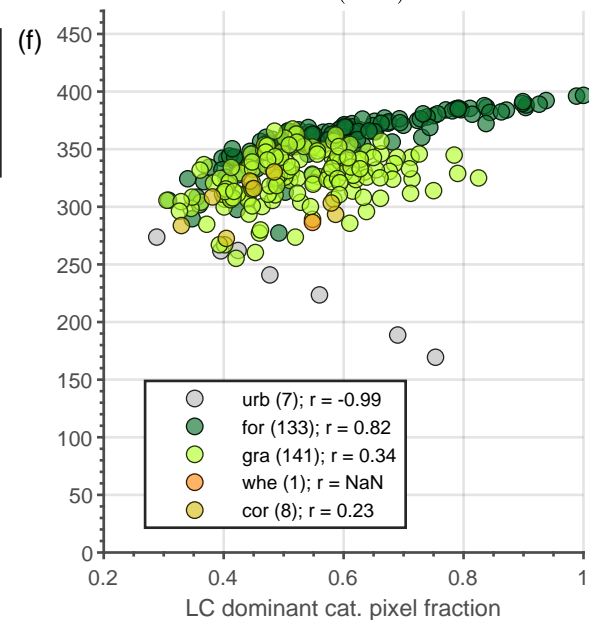 (f)
450
400
350
300
250
200
150
100
50
0
urb (7); r = -0.99
for (133); r = 0.82
gra (141); r = 0.34
whe (1); r = NaN
cor (8); r = 0.23
0.2 0.4 0.6 0.8 1
LC dominant cat. pixel fraction